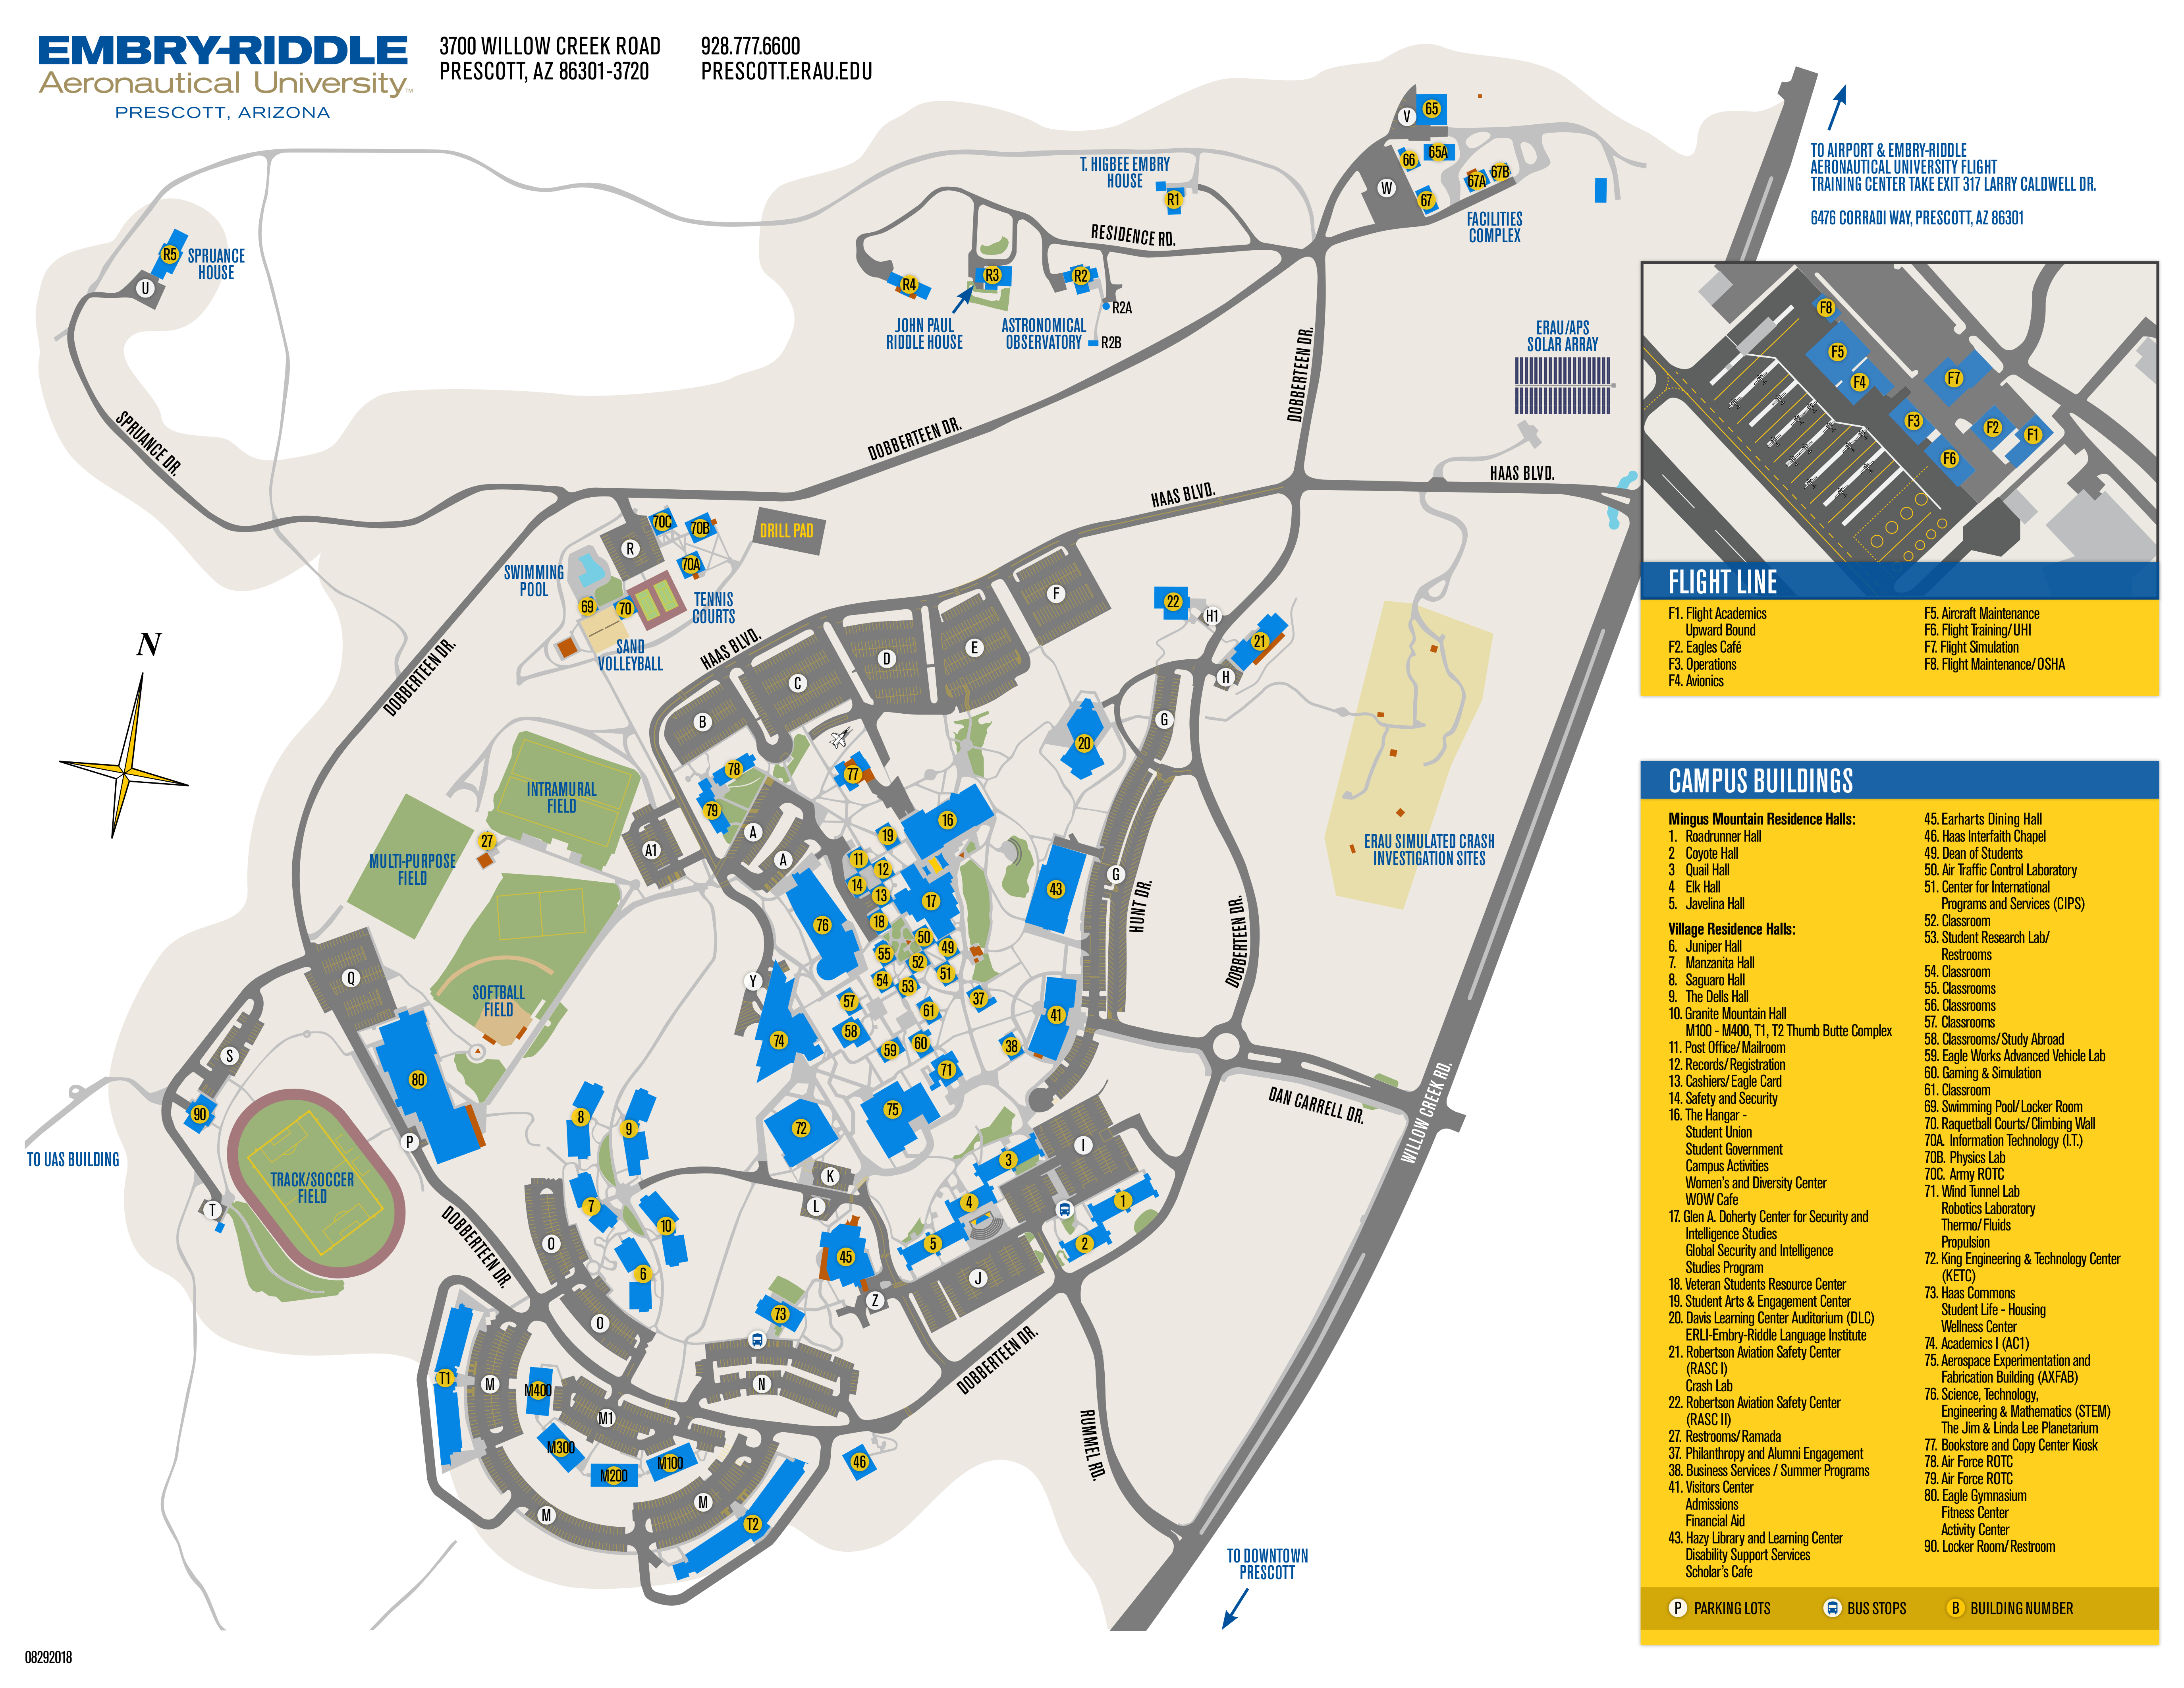 EMBRY-RIDDLE
Aeronautical University™
PRESCOTT, ARIZONA
3700 WILLOW CREEK ROAD
PRESCOTT, AZ 86301-3720
928.777.6600
PRESCOTT.ERAU.EDU
TO AIRPORT & EMBRY-RIDDLE
AERONAUTICAL UNIVERSITY FLIGHT
TRAINING CENTER TAKE EXIT 317 LARRY CALDWELL DR.
6476 CORRADI WAY, PRESCOTT, AZ 86301
V
65
65A
66
67A
67B
W
67
FACILITIES
COMPLEX
T. HIGBEE EMBRY
HOUSE
R1
RESIDENCE RD.
R5
SPRUANCE
HOUSE
U
R4
R3
R2
R2A
R2B
JOHN PAUL
RIDDLE HOUSE
ASTRONOMICAL
OBSERVATORY
ERAU/APS
SOLAR ARRAY
SPRUANCE DR.
DOBBERTEEN DR.
DOBBERTEEN DR.
HAAS BLVD.
HAAS BLVD.
70C
70B
R
70A
DRILL PAD
SWIMMING
POOL
69
70
TENNIS
COURTS
SAND
VOLLEYBALL
HAAS BLVD.
DOBBERTEEN DR.
N
F
E
D
C
B
22
H1
21
H
G
20
78
77
79
A
A
A1
INTRAMURAL
FIELD
27
MULTI-PURPOSE
FIELD
16
19
11
12
14
13
17
18
76
43
G
HUNT DR.
DOBBERTEEN DR.
ERAU SIMULATED CRASH
INVESTIGATION SITES
50
49
55
52
51
54
53
37
57
61
58
59
60
38
41
71
Y
74
Q
SOFTBALL
FIELD
S
80
90
P
TO UAS BUILDING
TRACK/SOCCER
FIELD
T
8
9
72
75
I
3
K
L
4
1
5
2
J
DAN CARRELL DR.
WILLOW CREEK RD.
7
10
O
6
O
45
Z
73
DOBBERTEEN DR.
T1
M
M400
M1
N
M300
M200
M100
M
M
T2
46
DOBBERTEEN DR.
RUMMEL RD.
TO DOWNTOWN
PRESCOTT
08292018
F8
F5
F4
F7
F3
F2
F1
F6
FLIGHT LINE
F1. Flight Academics
Upward Bound
F2. Eagles Café
F3. Operations
F4. Avionics
F5. Aircraft Maintenance
F6. Flight Training/UHI
F7. Flight Simulation
F8. Flight Maintenance/OSHA
CAMPUS BUILDINGS
Mingus Mountain Residence Halls:
1. Roadrunner Hall
2 Coyote Hall
3 Quail Hall
4 Elk Hall
5. Javelina Hall
Village Residence Halls:
6. Juniper Hall
7. Manzanita Hall
8. Saguaro Hall
9. The Dells Hall
10. Granite Mountain Hall
M100 - M400, T1, T2 Thumb Butte Complex
11. Post Office/Mailroom
12. Records/Registration
13. Cashiers/Eagle Card
14. Safety and Security
16. The Hangar -
Student Union
Student Government
Campus Activities
Women's and Diversity Center
WOW Cafe
17. Glen A. Doherty Center for Security and
Intelligence Studies
Global Security and Intelligence
Studies Program
18. Veteran Students Resource Center
19. Student Arts & Engagement Center
20. Davis Learning Center Auditorium (DLC)
ERLI-Embry-Riddle Language Institute
21. Robertson Aviation Safety Center
(RASC I)
Crash Lab
22. Robertson Aviation Safety Center
(RASC II)
27. Restrooms/Ramada
37. Philanthropy and Alumni Engagement
38. Business Services / Summer Programs
41. Visitors Center
Admissions
Financial Aid
43. Hazy Library and Learning Center
Disability Support Services
Scholar's Cafe
45. Earharts Dining Hall
46. Haas Interfaith Chapel
49. Dean of Students
50. Air Traffic Control Laboratory
51. Center for International
Programs and Services (CIPS)
52. Classroom
53. Student Research Lab/
Restrooms
54. Classroom
55. Classrooms
56. Classrooms
57. Classrooms
58. Classrooms/Study Abroad
59. Eagle Works Advanced Vehicle Lab
60. Gaming & Simulation
61. Classroom
69. Swimming Pool/Locker Room
70. Raquetball Courts/Climbing Wall
70A. Information Technology (I.T.)
70B. Physics Lab
70C. Army ROTC
71. Wind Tunnel Lab
Robotics Laboratory
Thermo/Fluids
Propulsion
72. King Engineering & Technology Center
(KETC)
73. Haas Commons
Student Life - Housing
Wellness Center
74. Academics I (AC1)
75. Aerospace Experimentation and
Fabrication Building (AXFAB)
76. Science, Technology,
Engineering & Mathematics (STEM)
The Jim & Linda Lee Planetarium
77. Bookstore and Copy Center Kiosk
78. Air Force ROTC
79. Air Force ROTC
80. Eagle Gymnasium
Fitness Center
Activity Center
90. Locker Room/Restroom
P PARKING LOTS
BUS STOPS
B BUILDING NUMBER